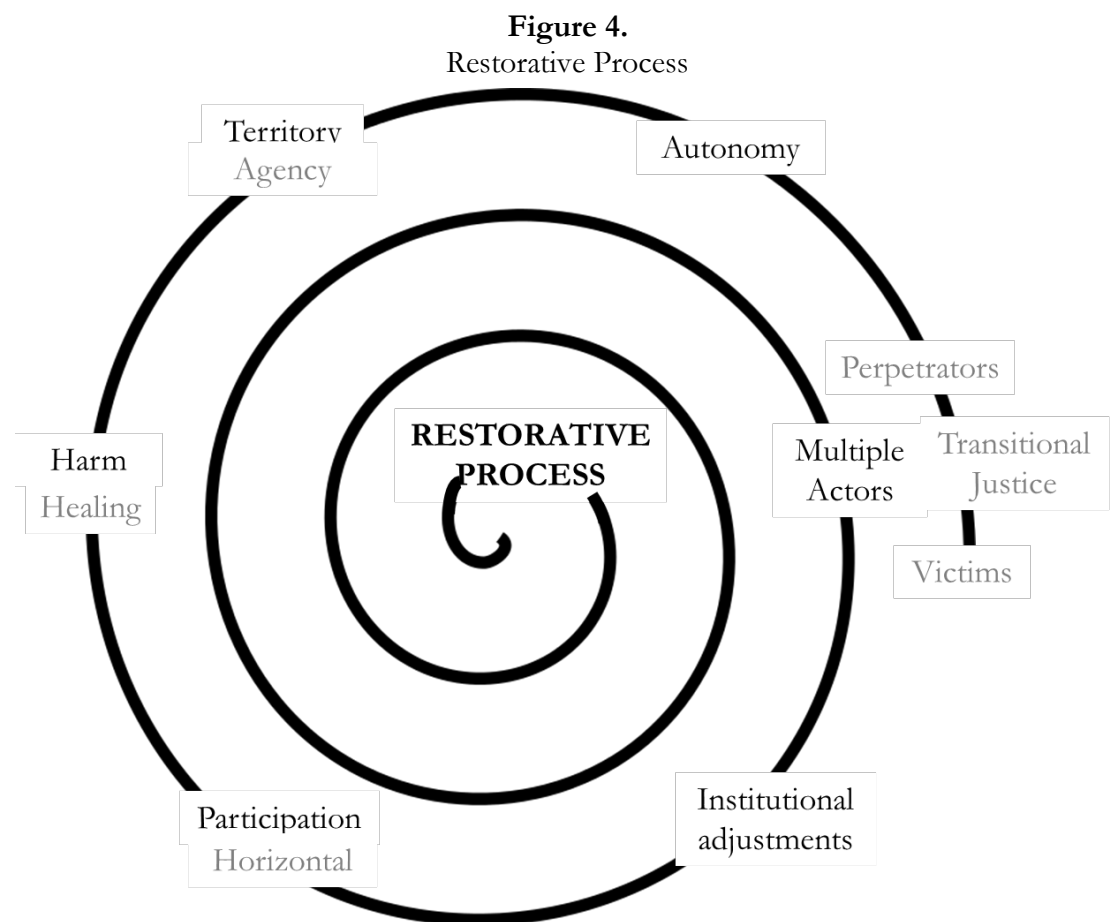 Figure 4.
Restorative Process
Territory
Agency
Autonomy
Perpetrators
RESTORATIVE
PROCESS
Multiple
Actors
Transitional
Justice
Harm
Healing
Victims
Participation
Horizontal
Institutional
adjustments